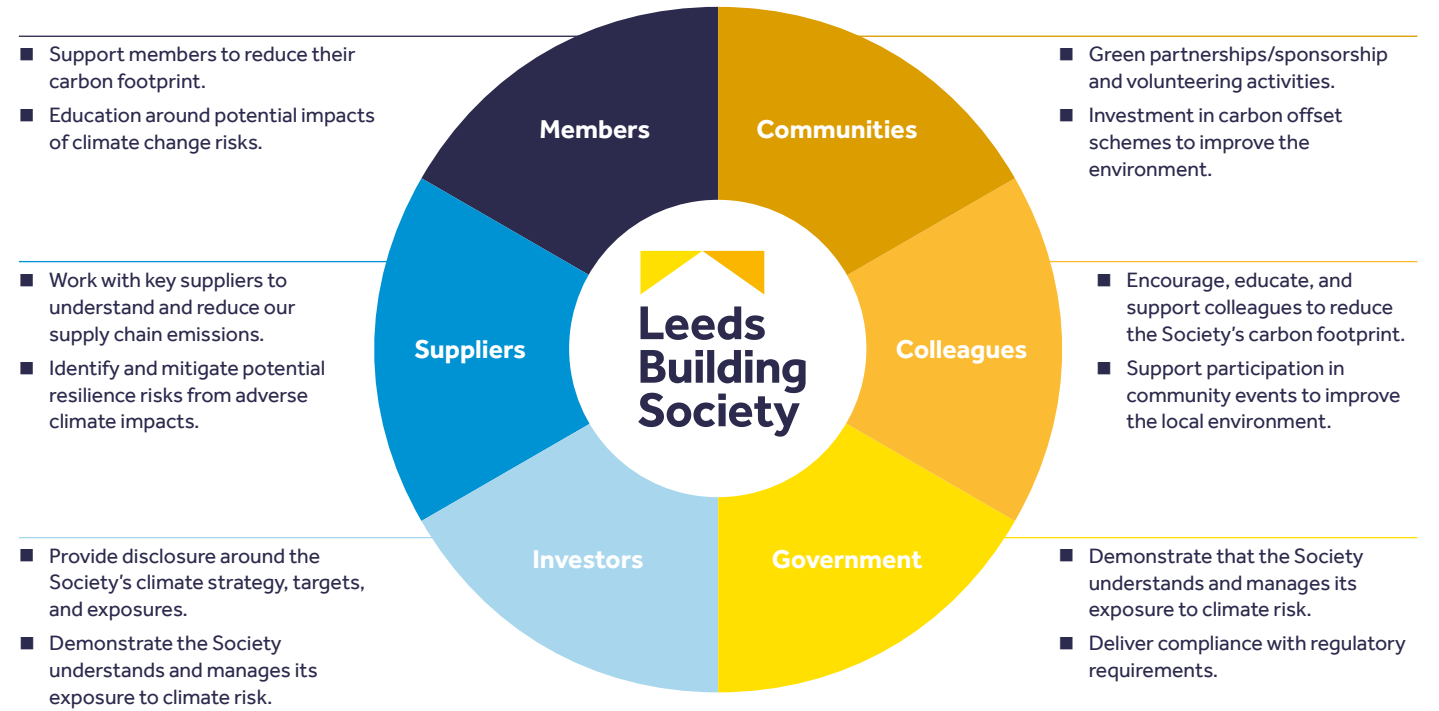 Support members to reduce their
carbon footprint.
Education around potential impacts
of climate change risks.
Members
Communities
Green partnerships/sponsorship
and volunteering activities.
Investment in carbon offset
schemes to improve the
environment.
Work with key suppliers to
understand and reduce our
supply chain emissions.
Identify and mitigate potential
resilience risks from adverse
climate impacts.
Suppliers
Leeds
Building
Society
Colleagues
Encourage, educate, and
support colleagues to reduce
the Society's carbon footprint.
Support participation in
community events to improve
the local environment.
Provide disclosure around the
Society's climate strategy, targets,
and exposures.
Demonstrate the Society
understands and manages its
exposure to climate risk.
Investors
Government
Demonstrate that the Society
understands and manages its
exposure to climate risk.
Deliver compliance with regulatory
requirements.